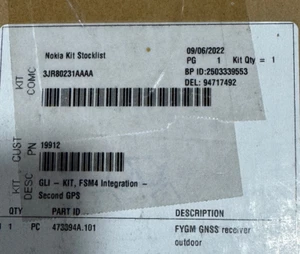 Nokia Kit Stocklist 09/06/2022
PG 1 Kit Qty = 1
KIT COMC 3JR80231AAAA BP ID:2503339553
DEL: 94717492
KIT CUST
DESC PN 19912
GLI - KIT, FSM4 Integration -
Second GPS
QTY PART ID DESCRIPTION
1 1 PC 473394A.101 FYGM GNSS receiver
outdoor